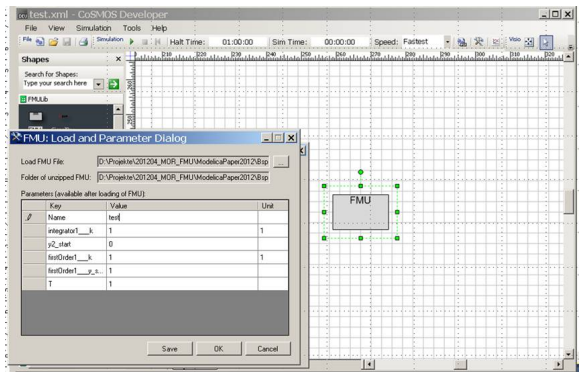 test.xml - CoSMOS Developer
File View Simulation Tools Help
File Simulation Halt Time: 01:00:00 Sim Time: 00:00:00 Speed: Fastest Visio
Shapes ×
Search for Shapes:
Type your search here
FMULib
FMU: Load and Parameter Dialog
Load FMU File: D:\Projekte\201204_MOR_FMU\ModelicaPaper2012\Bsp ...
Folder of unzipped FMU: D:\Projekte\201204_MOR_FMU\ModelicaPaper2012\Bsp
Parameters (available after loading of FMU):
Key Value Unit
Name test
integrator1___k 1 1
y2_start 0
firstOrder1___k 1 1
firstOrder1___y_s... 1
T 1
Save OK Cancel
FMU